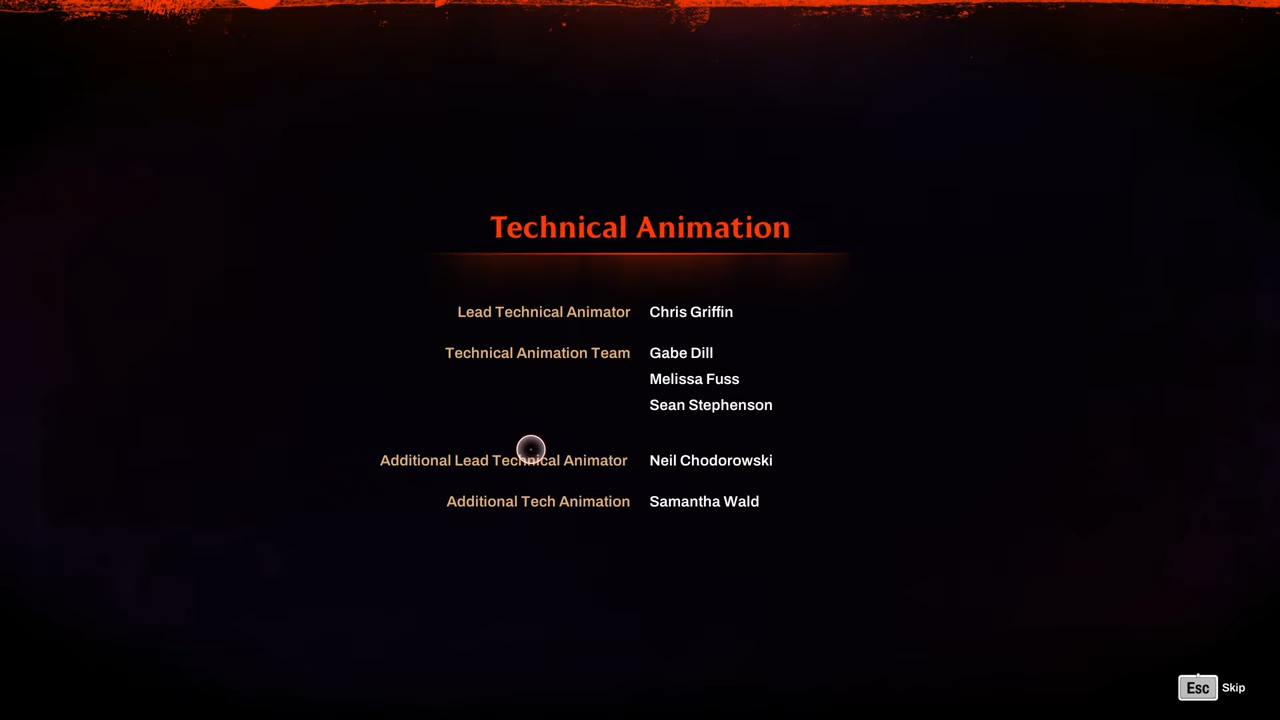 Technical Animation
Lead Technical Animator Chris Griffin
Technical Animation Team Gabe Dill
Melissa Fuss
Sean Stephenson
Additional Lead Technical Animator Neil Chodorowski
Additional Tech Animation Samantha Wald
Esc Skip